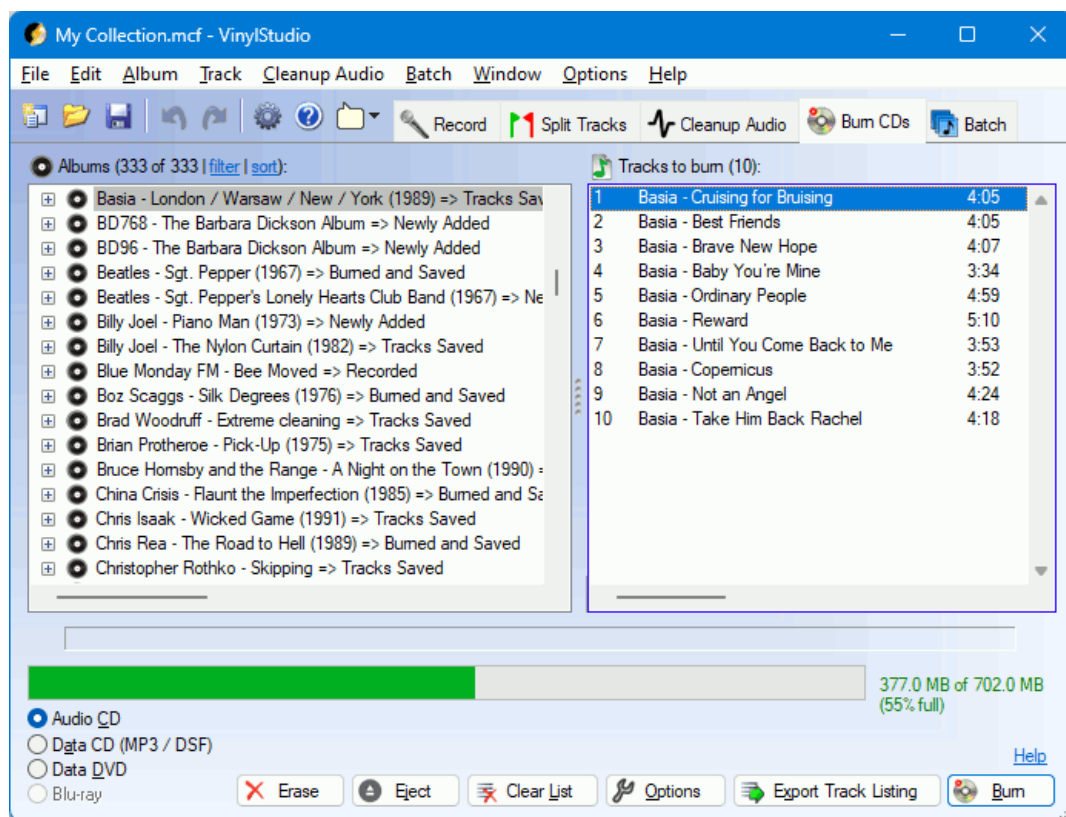 My Collection.mcf - VinylStudio
File Edit Album Track Cleanup Audio Batch Window Options Help
Record Split Tracks Cleanup Audio Burn CDs Batch
Albums (333 of 333 | filter | sort):
Basia - London / Warsaw / New / York (1989) => Tracks Sav
BD768 - The Barbara Dickson Album => Newly Added
BD96 - The Barbara Dickson Album => Newly Added
Beatles - Sgt. Pepper (1967) => Burned and Saved
Beatles - Sgt. Pepper's Lonely Hearts Club Band (1967) => Ne
Billy Joel - Piano Man (1973) => Newly Added
Billy Joel - The Nylon Curtain (1982) => Tracks Saved
Blue Monday FM - Bee Moved => Recorded
Boz Scaggs - Silk Degrees (1976) => Burned and Saved
Brad Woodruff - Extreme cleaning => Tracks Saved
Brian Protheroe - Pick-Up (1975) => Tracks Saved
Bruce Hornsby and the Range - A Night on the Town (1990) =
China Crisis - Flaunt the Imperfection (1985) => Burned and Sa
Chris Isaak - Wicked Game (1991) => Tracks Saved
Chris Rea - The Road to Hell (1989) => Burned and Saved
Christopher Rothko - Skipping => Tracks Saved
Tracks to burn (10):
1 Basia - Cruising for Bruising 4:05
2 Basia - Best Friends 4:05
3 Basia - Brave New Hope 4:07
4 Basia - Baby You're Mine 3:34
5 Basia - Ordinary People 4:59
6 Basia - Reward 5:10
7 Basia - Until You Come Back to Me 3:53
8 Basia - Copernicus 3:52
9 Basia - Not an Angel 4:24
10 Basia - Take Him Back Rachel 4:18
377.0 MB of 702.0 MB
(55% full)
Audio CD
Data CD (MP3 / DSF)
Data DVD
Blu-ray
Help
Erase Eject Clear List Options Export Track Listing Burn